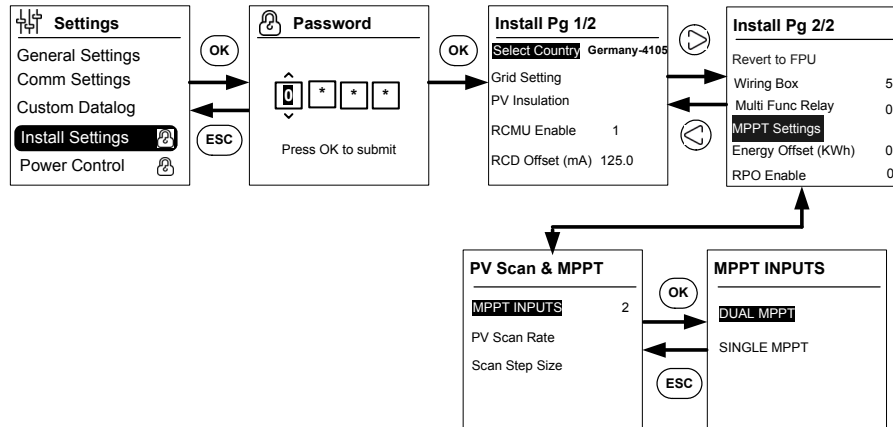 Settings
General Settings
Comm Settings
Custom Datalog
Install Settings
Power Control
OK
ESC
Password
0 * * *
Press OK to submit
OK
Install Pg 1/2
Select Country Germany-4105
Grid Setting
PV Insulation
RCMU Enable 1
RCD Offset (mA) 125.0
Install Pg 2/2
Revert to FPU
Wiring Box 5
Multi Func Relay 0
MPPT Settings
Energy Offset (KWh) 0
RPO Enable 0
PV Scan & MPPT
MPPT INPUTS 2
PV Scan Rate
Scan Step Size
OK
ESC
MPPT INPUTS
DUAL MPPT
SINGLE MPPT